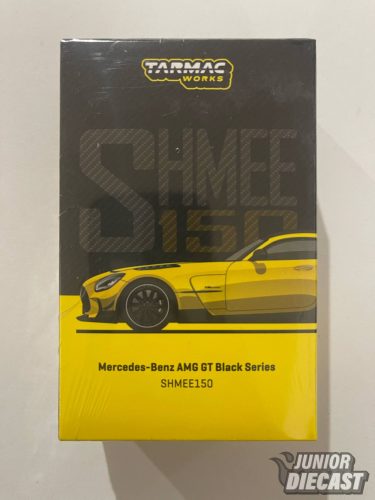 TARMAC
WORKS
SHMEE
150
Mercedes-Benz AMG GT Black Series
SHMEE150
JUNIOR
DIECAST